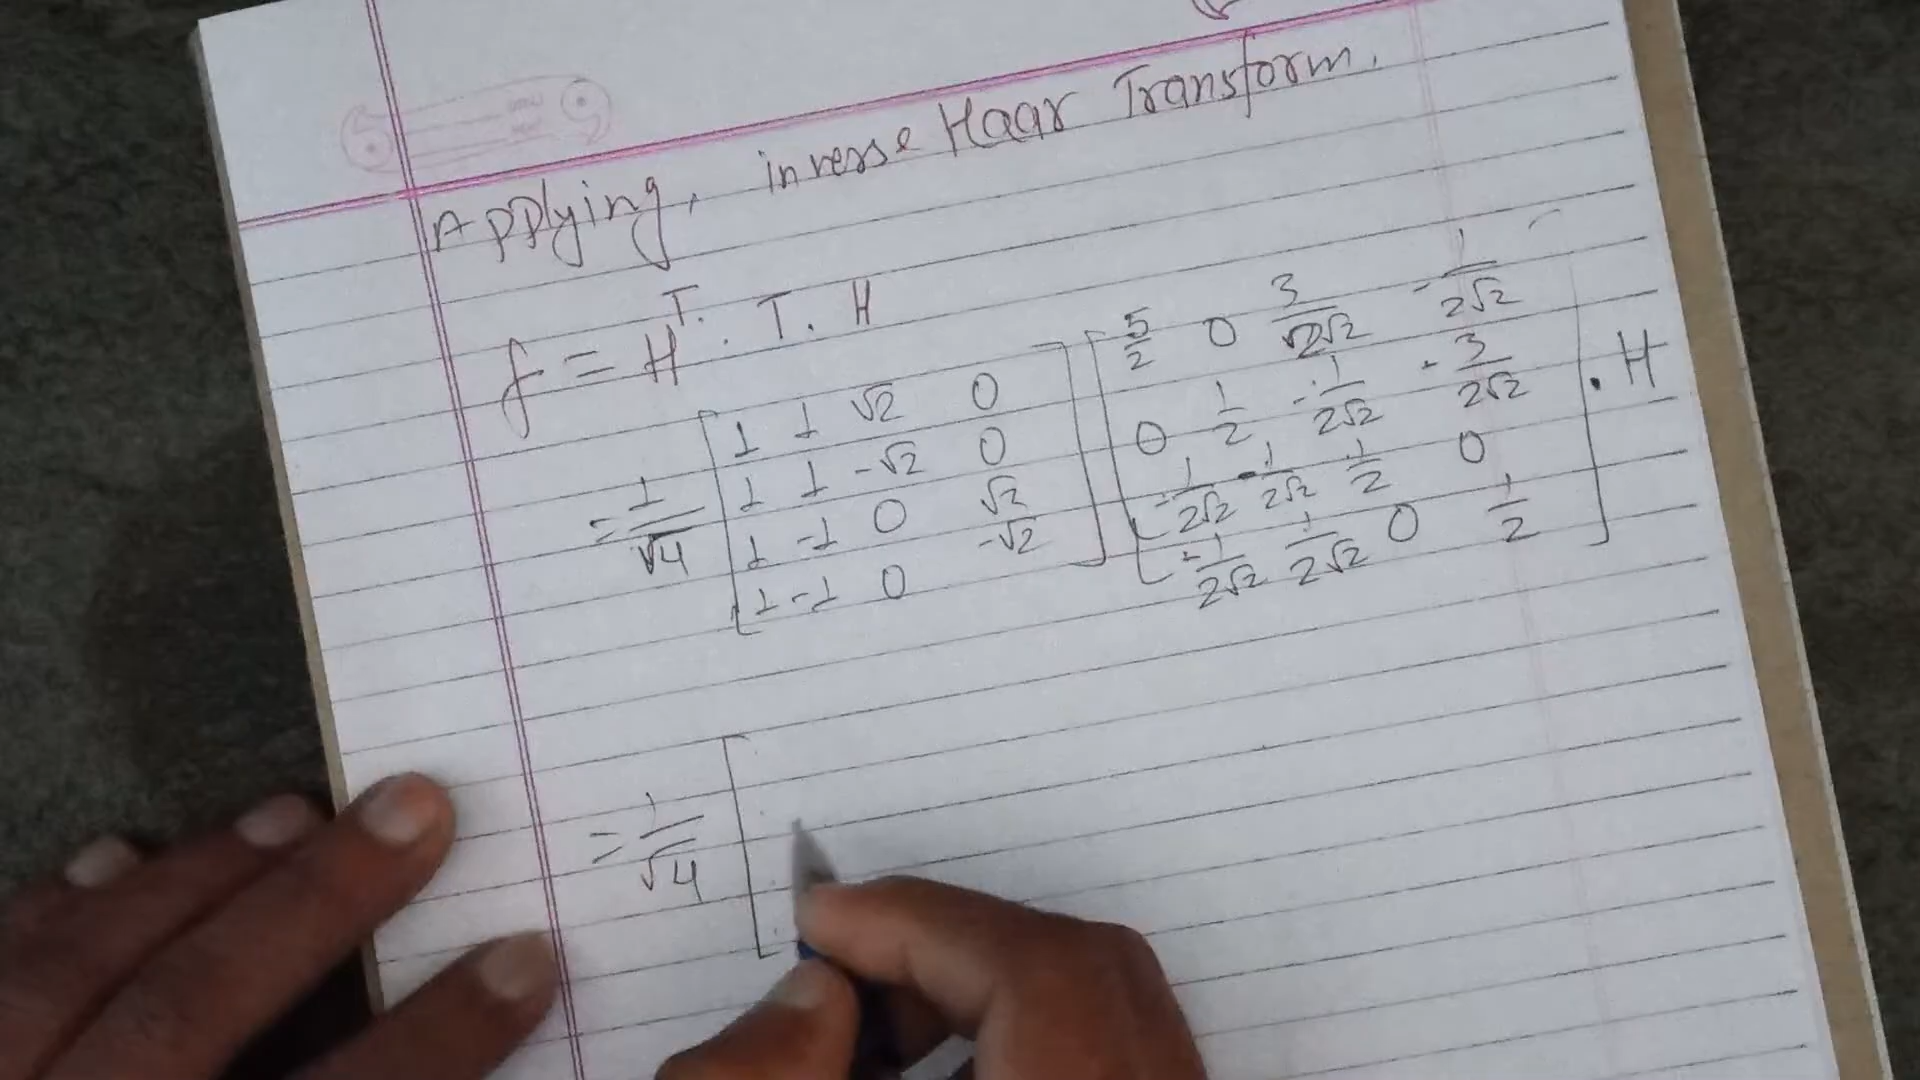 Applying, inverse Haar Transform.
f = Hᵀ. . T. H
= 1/√4 [1 1 √2 0] [5/2 0 3/2√2 -1/2√2] . H
[1 1 -√2 0] [0 1/2 -1/2√2 -3/2√2]
[1 -1 0 √2] [-1/2√2 -1/2√2 1/2 0]
[1 -1 0 -√2] [-1/2√2 1/2√2 0 1/2]
= 1/√4 [